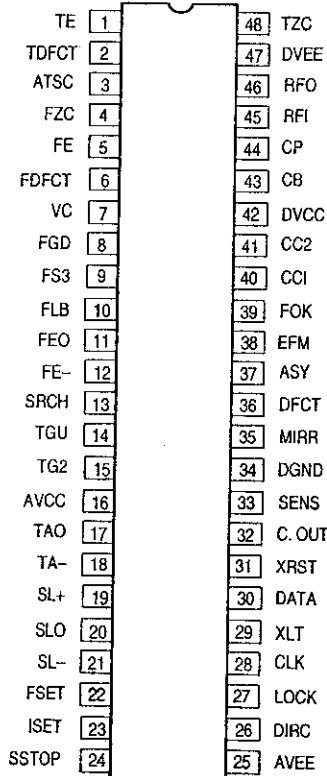 TE 1 48 TZC
TDFCT 2 47 DVEE
ATSC 3 46 RFO
FZC 4 45 RFI
FE 5 44 CP
FDFCT 6 43 CB
VC 7 42 DVCC
FGD 8 41 CC2
FS3 9 40 CCI
FLB 10 39 FOK
FEO 11 38 EFM
FE- 12 37 ASY
SRCH 13 36 DFCT
TGU 14 35 MIRR
TG2 15 34 DGND
AVCC 16 33 SENS
TAO 17 32 C. OUT
TA- 18 31 XRST
SL+ 19 30 DATA
SLO 20 29 XLT
SL- 21 28 CLK
FSET 22 27 LOCK
ISET 23 26 DIRC
SSTOP 24 25 AVEE